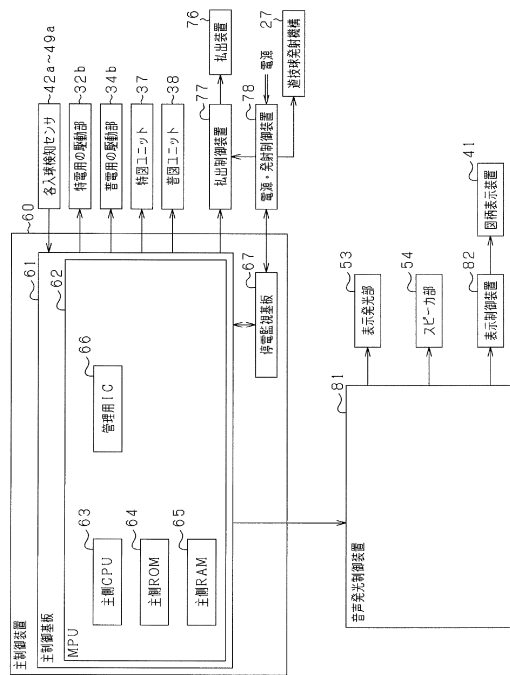 主制御装置
60
主制御基板
61
MPU
62
主側CPU
63
主側ROM
64
主側RAM
65
管理用IC
66
停電監視基板
67
各入球検知センサ
42a~49a
特電用の駆動部
32b
普電用の駆動部
34b
特図ユニット
37
普図ユニット
38
払出制御装置
77
払出装置
76
電源・発射制御装置
78
電源
遊技球発射機構
27
音声発光制御装置
81
表示発光部
53
スピーカ部
54
表示制御装置
82
図柄表示装置
41